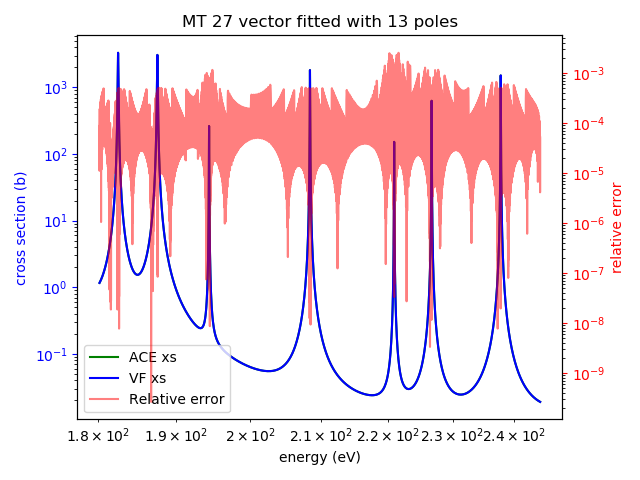 MT 27 vector fitted with 13 poles
cross section (b)
10³
10²
10¹
10⁰
10⁻¹
10⁻³
10⁻⁴
10⁻⁵
10⁻⁶
10⁻⁷
10⁻⁸
10⁻⁹
relative error
ACE xs
VF xs
Relative error
1.8 × 10² 1.9 × 10² 2 × 10² 2.1 × 10² 2.2 × 10² 2.3 × 10² 2.4 × 10²
energy (eV)